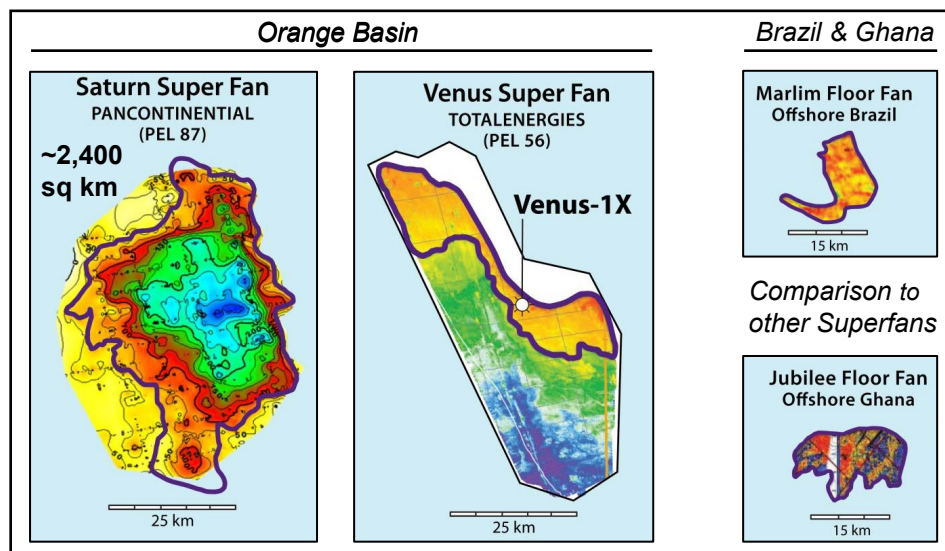 Orange Basin
Brazil & Ghana
Saturn Super Fan
PANCONTINENTIAL
(PEL 87)
~2,400
sq km
25 km
Venus Super Fan
TOTALENERGIES
(PEL 56)
Venus-1X
25 km
Marlim Floor Fan
Offshore Brazil
15 km
Comparison to
other Superfans
Jubilee Floor Fan
Offshore Ghana
15 km